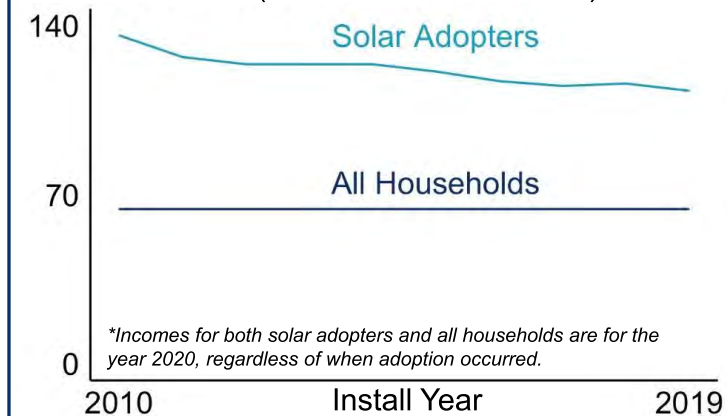 140
Solar Adopters
70
All Households
*Incomes for both solar adopters and all households are for the
year 2020, regardless of when adoption occurred.
0
2010
Install Year
2019